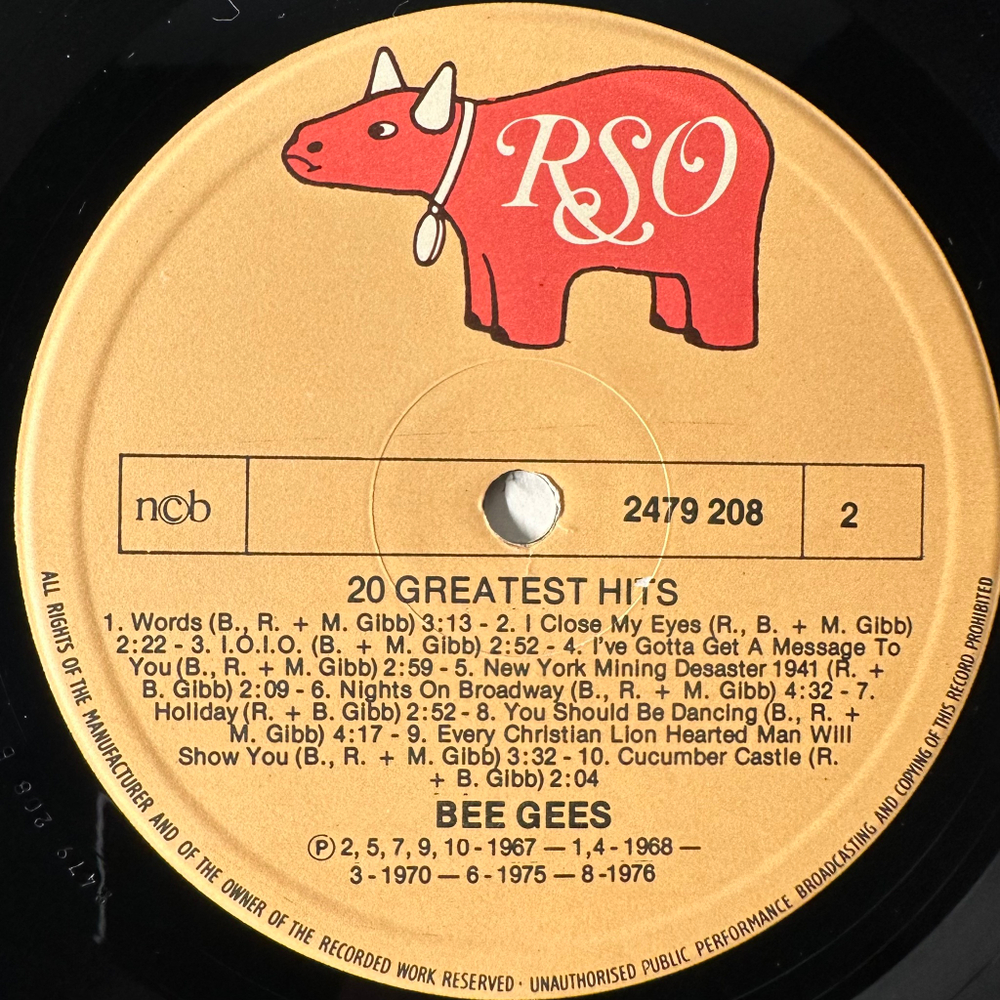 RSO
n©b
2479 208
2
20 GREATEST HITS
1. Words (B., R. + M. Gibb) 3:13 - 2. I Close My Eyes (R., B. + M. Gibb)
2:22 - 3. I.O.I.O. (B. + M. Gibb) 2:52 - 4. I've Gotta Get A Message To
You (B., R. + M. Gibb) 2:59 - 5. New York Mining Desaster 1941 (R. +
B. Gibb) 2:09 - 6. Nights On Broadway (B., R. + M. Gibb) 4:32 - 7.
Holiday (R. + B. Gibb) 2:52 - 8. You Should Be Dancing (B., R. +
M. Gibb) 4:17 - 9. Every Christian Lion Hearted Man Will
Show You (B., R. + M. Gibb) 3:32 - 10. Cucumber Castle (R.
+ B. Gibb) 2:04
BEE GEES
Ⓟ 2, 5, 7, 9, 10 - 1967 — 1, 4 - 1968 —
3 - 1970 — 6 - 1975 — 8 - 1976
ALL RIGHTS OF THE MANUFACTURER AND OF THE OWNER OF THE RECORDED WORK RESERVED · UNAUTHORISED PUBLIC PERFORMANCE BROADCASTING AND COPYING OF THIS RECORD PROHIBITED